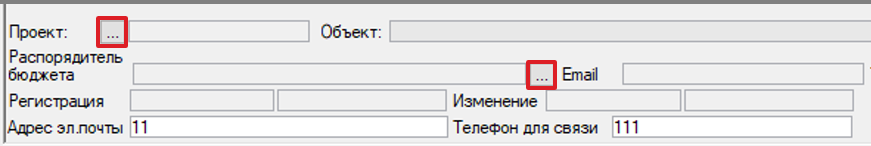 Проект: ... Объект:
Распорядитель
бюджета ... Email
Регистрация Изменение
Адрес эл.почты 11 Телефон для связи 111